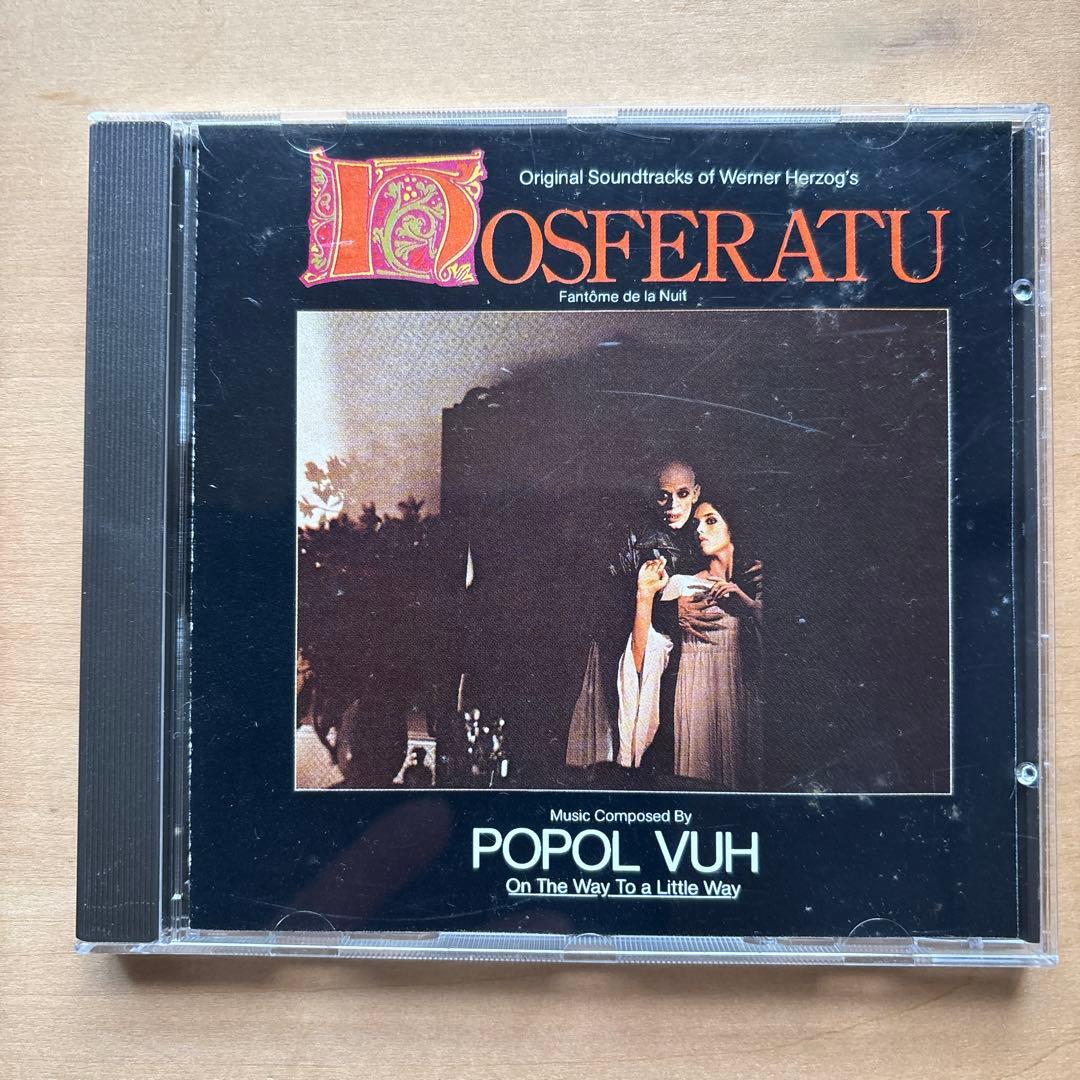 Original Soundtracks of Werner Herzog's
NOSFERATU
Fantôme de la Nuit
Music Composed By
POPOL VUH
On The Way To a Little Way